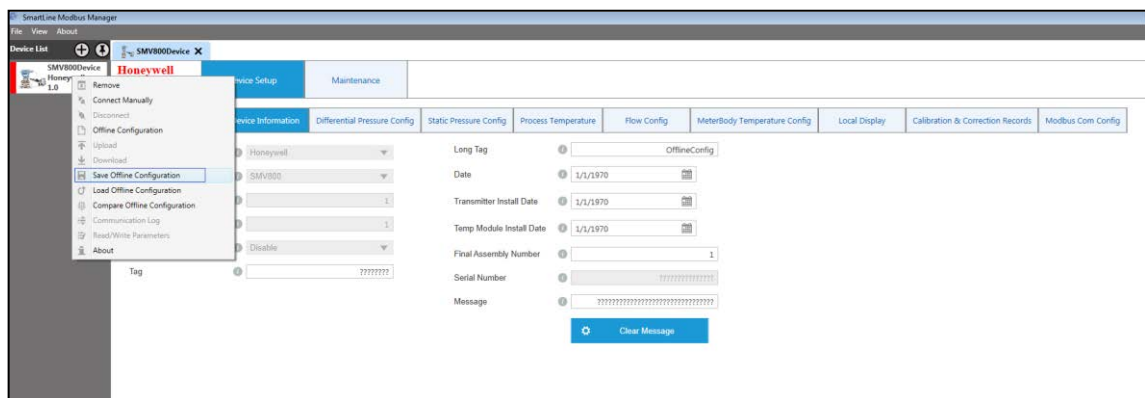 SmartLine Modbus Manager
File View About
Device List
SMV800Device X
SMV800Device
Honeyw
1.0
Honeywell
Remove
Connect Manually
Disconnect
Offline Configuration
Upload
Download
Save Offline Configuration
Load Offline Configuration
Compare Offline Configuration
Communication Log
Read/Write Parameters
About
vice Setup
Maintenance
evice Information
Differential Pressure Config
Static Pressure Config
Process Temperature
Flow Config
MeterBody Temperature Config
Local Display
Calibration & Correction Records
Modbus Com Config
Honeywell
SMV800
1
1
Disable
Tag ????????
Long Tag OfflineConfig
Date 1/1/1970
Transmitter Install Date 1/1/1970
Temp Module Install Date 1/1/1970
Final Assembly Number 1
Serial Number
Message ????????????????????????????????
Clear Message